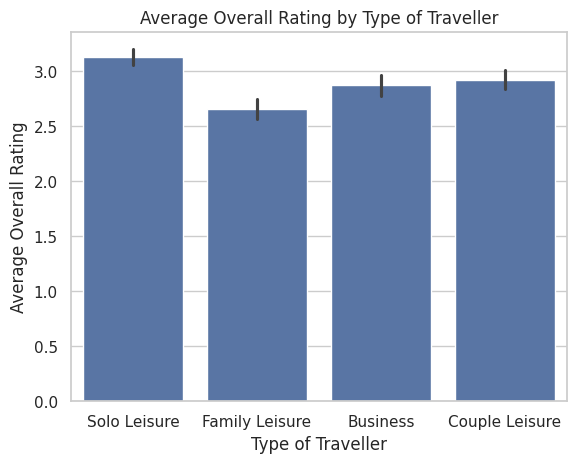 Average Overall Rating by Type of Traveller
Average Overall Rating
3.0
2.5
2.0
1.5
1.0
0.5
0.0
Solo Leisure Family Leisure Business Couple Leisure
Type of Traveller